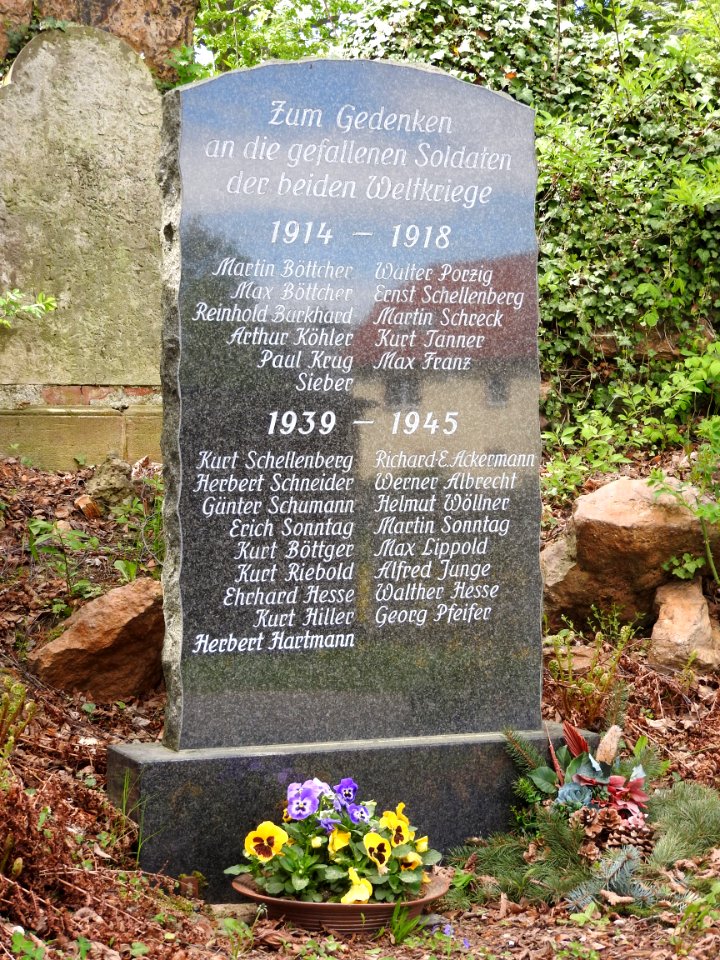 Zum Gedenken
an die gefallenen Soldaten
der beiden Weltkriege
1914 – 1918
Martin Böttcher Walter Porzig
Max Böttcher Ernst Schellenberg
Reinhold Burkhard Martin Schreck
Arthur Köhler Kurt Tanner
Paul Krug Max Franz
Sieber
1939 – 1945
Kurt Schellenberg Richard-E. Ackermann
Herbert Schneider Werner Albrecht
Günter Schumann Helmut Wöllner
Erich Sonntag Martin Sonntag
Kurt Böttger Max Lippold
Kurt Riebold Alfred Junge
Ehrhard Hesse Walther Hesse
Kurt Hiller Georg Pfeifer
Herbert Hartmann